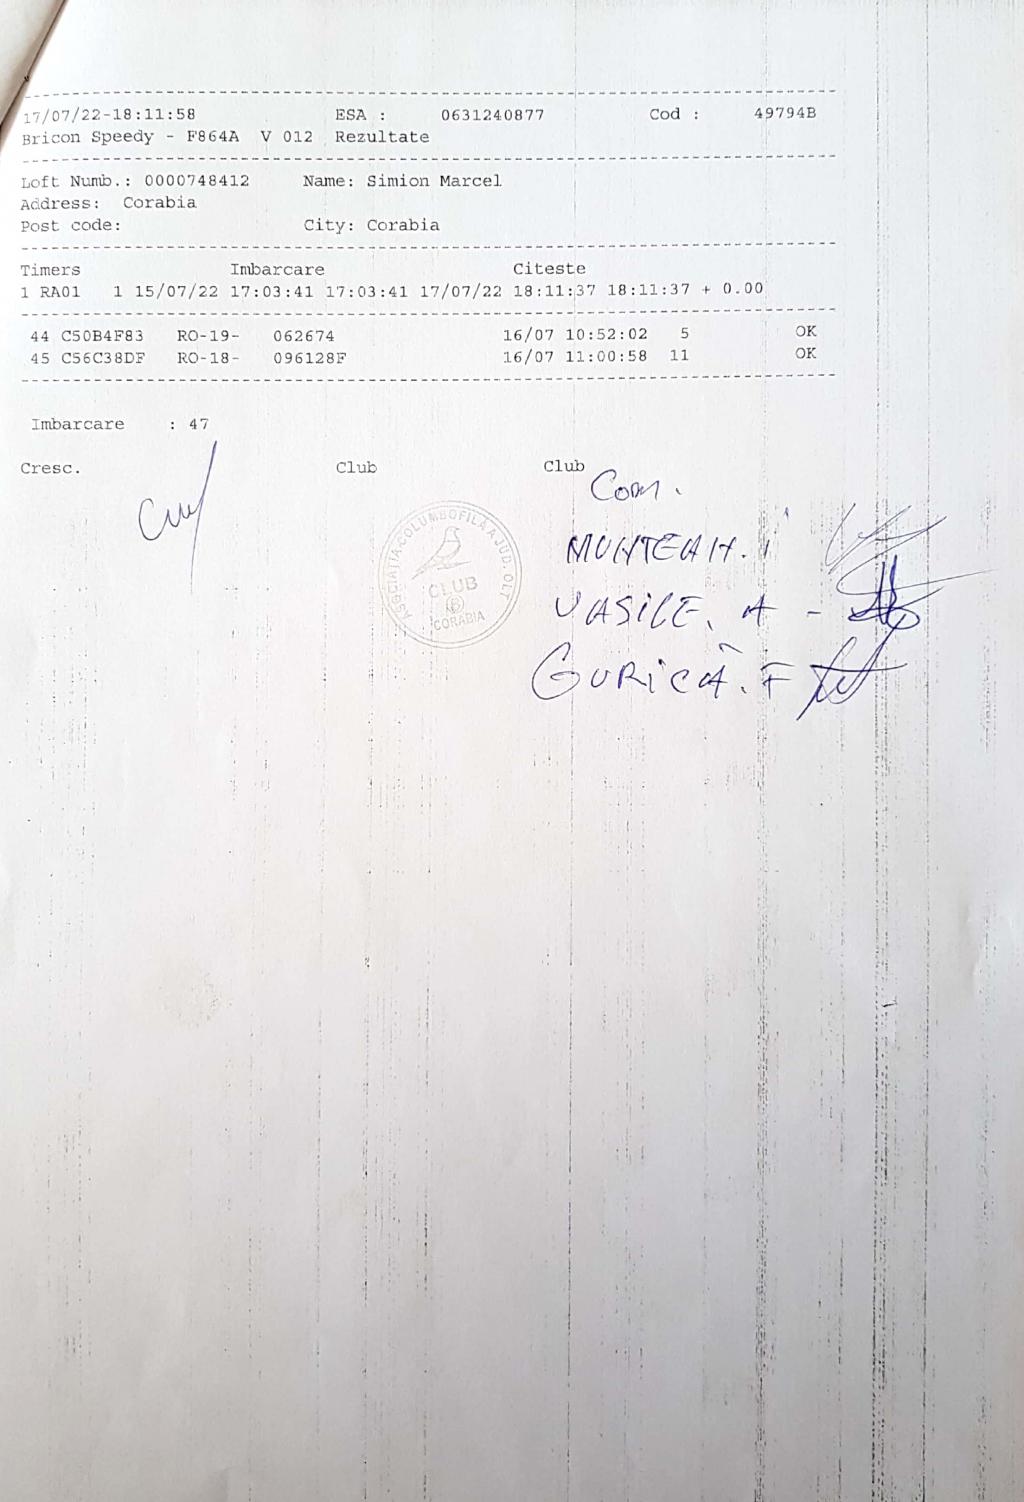 17/07/22-18:11:58 ESA : 0631240877 Cod : 49794B
Bricon Speedy - F864A V 012 Rezultate
Loft Numb.: 0000748412 Name: Simion Marcel
Address: Corabia
Post code: City: Corabia
Timers Imbarcare Citeste
1 RA01 1 15/07/22 17:03:41 17:03:41 17/07/22 18:11:37 18:11:37 + 0.00
44 C50B4F83 RO-19- 062674 16/07 10:52:02 5 OK
45 C56C38DF RO-18- 096128F 16/07 11:00:58 11 OK
Imbarcare : 47
Cresc. Club Club
Com.
MUNTEAN. I
VASILE. A -
GURICĂ. F
ASOCIATIA COLUMBOFILA A JUD. OLT
CLUB
CORABIA